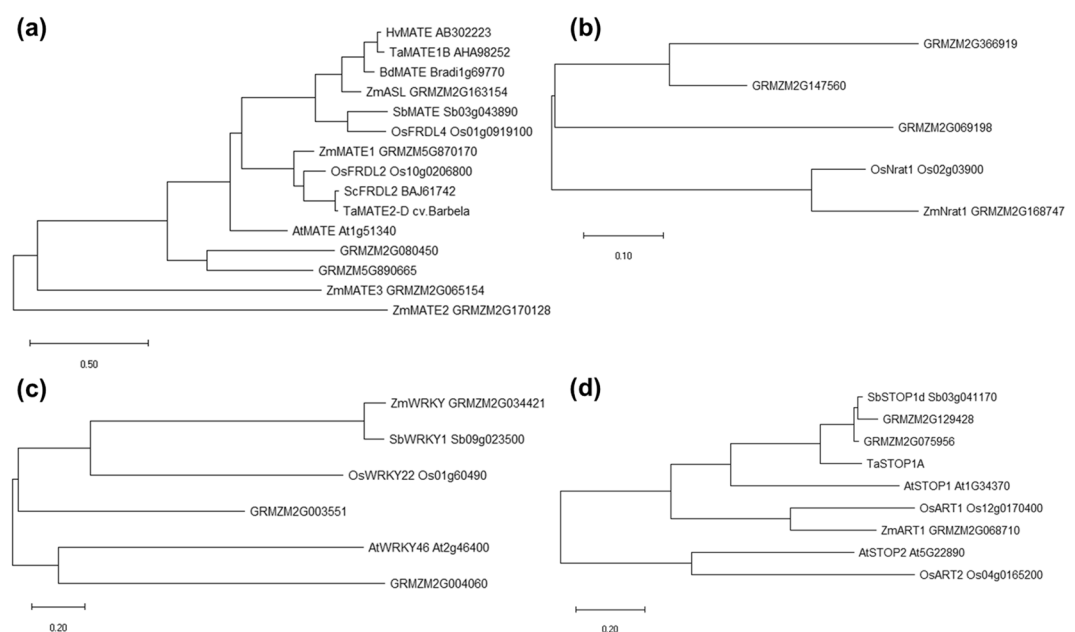 (a)
HvMATE AB302223
TaMATE1B AHA98252
BdMATE Bradi1g69770
ZmASL GRMZM2G163154
SbMATE Sb03g043890
OsFRDL4 Os01g0919100
ZmMATE1 GRMZM5G870170
OsFRDL2 Os10g0206800
ScFRDL2 BAJ61742
TaMATE2-D cv.Barbela
AtMATE At1g51340
GRMZM2G080450
GRMZM5G890665
ZmMATE3 GRMZM2G065154
ZmMATE2 GRMZM2G170128
0.50
(b)
GRMZM2G366919
GRMZM2G147560
GRMZM2G069198
OsNrat1 Os02g03900
ZmNrat1 GRMZM2G168747
0.10
(c)
ZmWRKY GRMZM2G034421
SbWRKY1 Sb09g023500
OsWRKY22 Os01g60490
GRMZM2G003551
AtWRKY46 At2g46400
GRMZM2G004060
0.20
(d)
SbSTOP1d Sb03g041170
GRMZM2G129428
GRMZM2G075956
TaSTOP1A
AtSTOP1 At1G34370
OsART1 Os12g0170400
ZmART1 GRMZM2G068710
AtSTOP2 At5G22890
OsART2 Os04g0165200
0.20